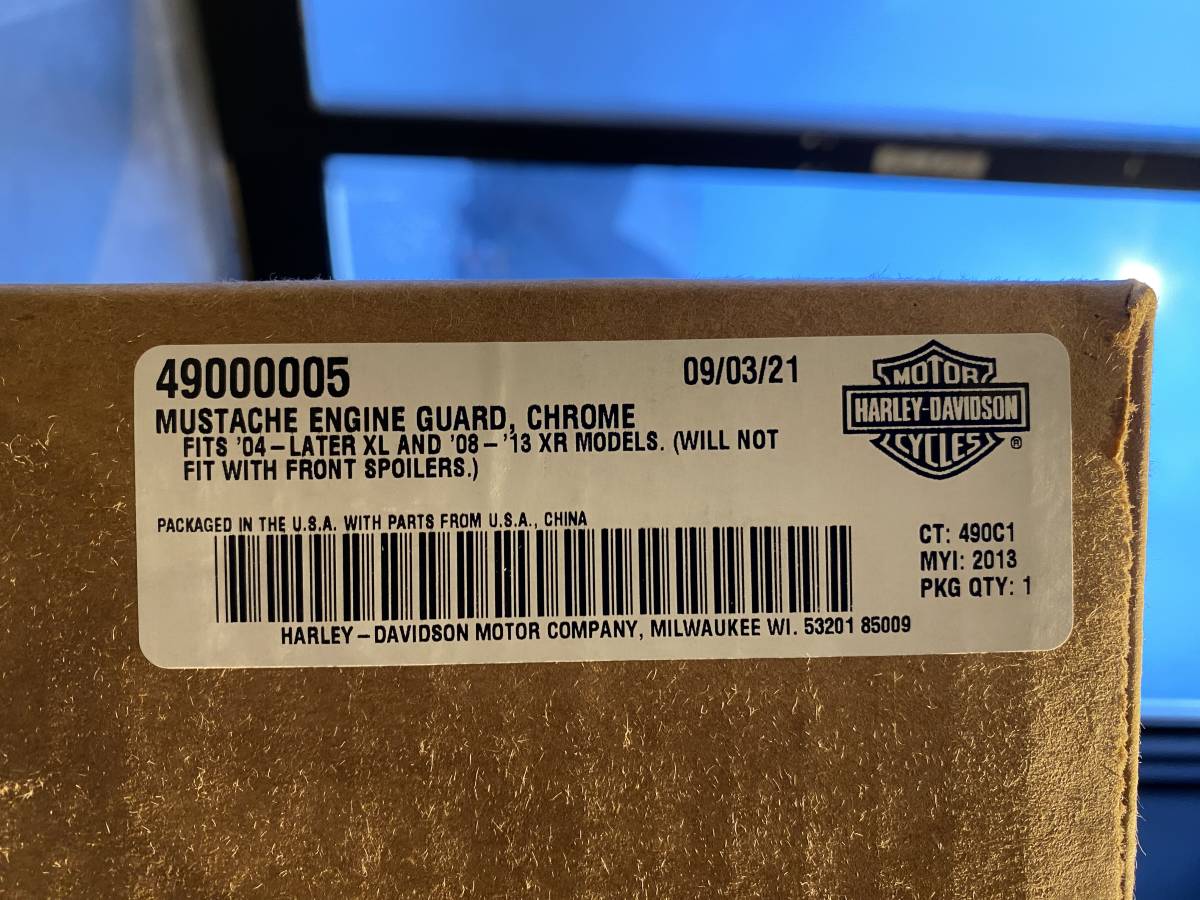 49000005
09/03/21
MUSTACHE ENGINE GUARD, CHROME
FITS '04-LATER XL AND '08-'13 XR MODELS. (WILL NOT
FIT WITH FRONT SPOILERS.)
MOTOR
HARLEY-DAVIDSON
CYCLES
®
PACKAGED IN THE U.S.A. WITH PARTS FROM U.S.A., CHINA
CT: 490C1
MYI: 2013
PKG QTY: 1
HARLEY-DAVIDSON MOTOR COMPANY, MILWAUKEE WI. 53201 85009